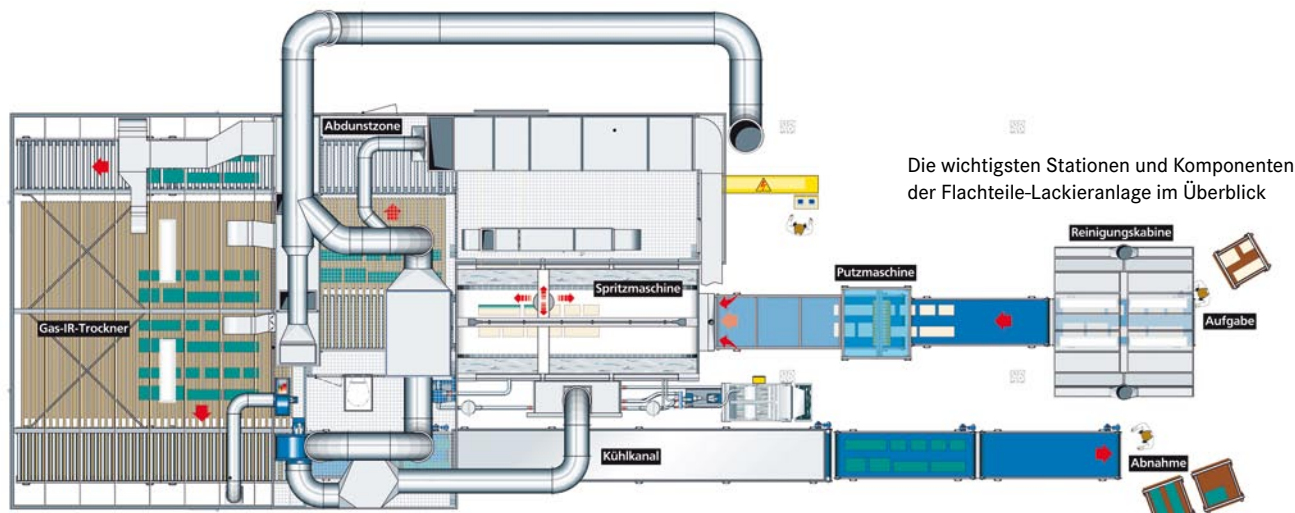 Abdunstzone
Die wichtigsten Stationen und Komponenten
der Flachteile-Lackieranlage im Überblick
Reinigungskabine
Putzmaschine
Spritzmaschine
Aufgabe
Gas-IR-Trockner
Kühlkanal
Abnahme